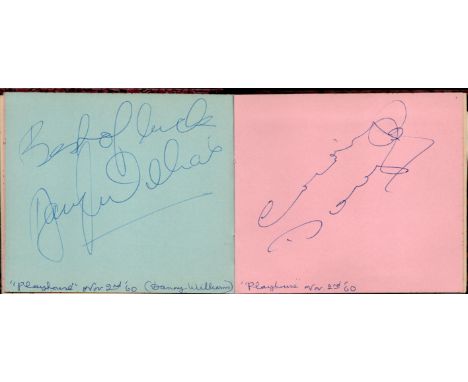 Best of luck
Danny Williams
"Playhouse" Nov 2nd '60 (Danny Williams)
"Playhouse Nov. 2nd '60